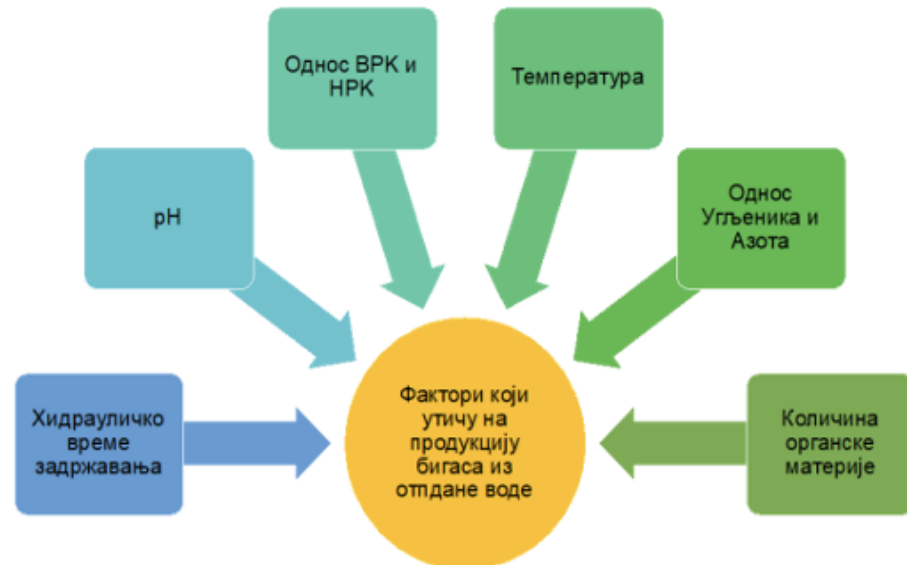 Однос ВРК и
НРК
Температура
pH
Однос
Угљеника и
Азота
Хидрауличко
време
задржавања
Фактори који
утичу на
продукцију
бигаса из
отпдане воде
Количина
органске
материје